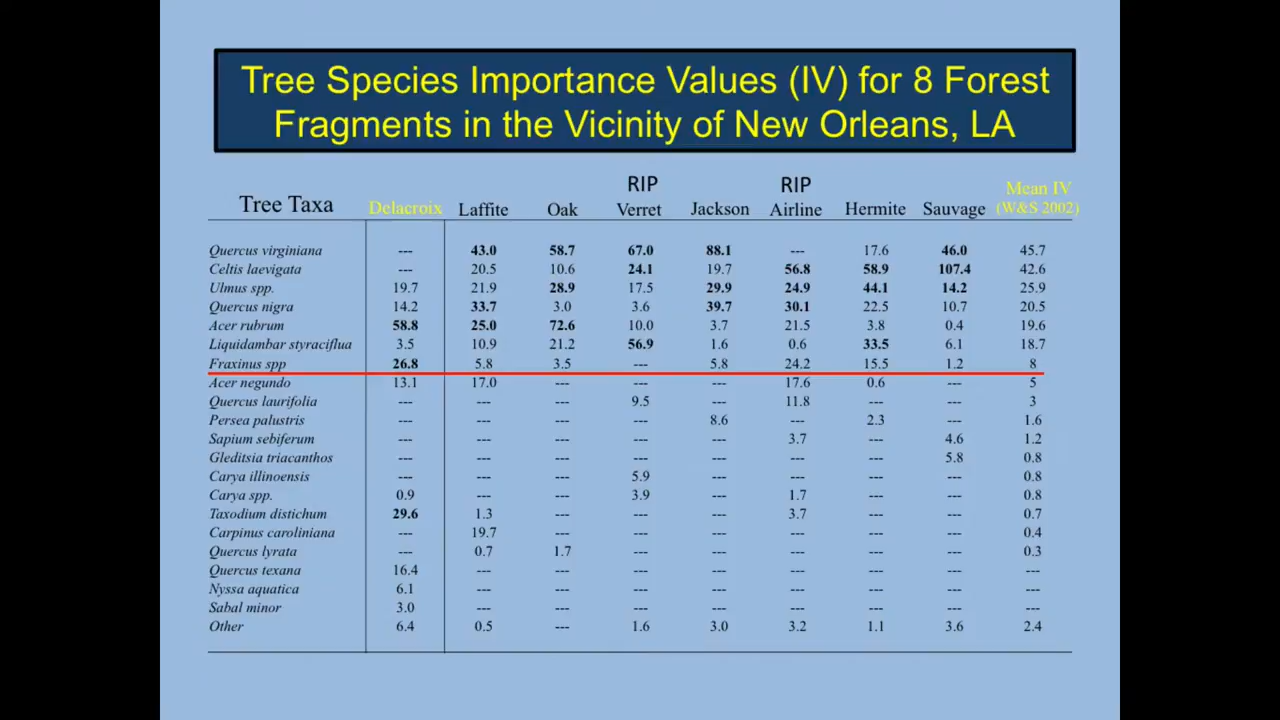 Tree Species Importance Values (IV) for 8 Forest
Fragments in the Vicinity of New Orleans, LA
RIP RIP Mean IV
Tree Taxa Delacroix Laffite Oak Verret Jackson Airline Hermite Sauvage (W&S 2002)
Quercus virginiana --- 43.0 58.7 67.0 88.1 --- 17.6 46.0 45.7
Celtis laevigata --- 20.5 10.6 24.1 19.7 56.8 58.9 107.4 42.6
Ulmus spp. 19.7 21.9 28.9 17.5 29.9 24.9 44.1 14.2 25.9
Quercus nigra 14.2 33.7 3.0 3.6 39.7 30.1 22.5 10.7 20.5
Acer rubrum 58.8 25.0 72.6 10.0 3.7 21.5 3.8 0.4 19.6
Liquidambar styraciflua 3.5 10.9 21.2 56.9 1.6 0.6 33.5 6.1 18.7
Fraxinus spp 26.8 5.8 3.5 --- 5.8 24.2 15.5 1.2 8
Acer negundo 13.1 17.0 --- --- --- 17.6 0.6 --- 5
Quercus laurifolia --- --- --- 9.5 --- 11.8 --- --- 3
Persea palustris --- --- --- --- 8.6 --- 2.3 --- 1.6
Sapium sebiferum --- --- --- --- --- 3.7 --- 4.6 1.2
Gleditsia triacanthos --- --- --- --- --- --- --- 5.8 0.8
Carya illinoensis --- --- --- 5.9 --- --- --- --- 0.8
Carya spp. 0.9 --- --- 3.9 --- 1.7 --- --- 0.8
Taxodium distichum 29.6 1.3 --- --- --- 3.7 --- --- 0.7
Carpinus caroliniana --- 19.7 --- --- --- --- --- --- 0.4
Quercus lyrata --- 0.7 1.7 --- --- --- --- --- 0.3
Quercus texana 16.4 --- --- --- --- --- --- --- ---
Nyssa aquatica 6.1 --- --- --- --- --- --- --- ---
Sabal minor 3.0 --- --- --- --- --- --- --- ---
Other 6.4 0.5 --- 1.6 3.0 3.2 1.1 3.6 2.4